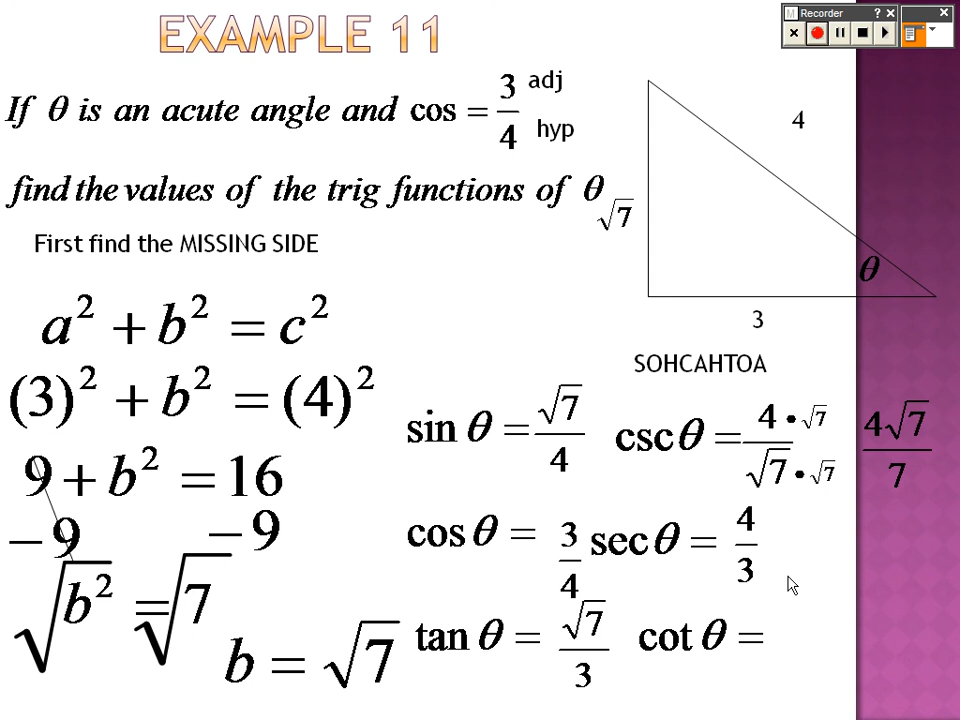 EXAMPLE 11
Recorder
If θ is an acute angle and cos = 3/4 adj hyp
4
find the values of the trig functions of θ
√7
First find the MISSING SIDE
θ
a² + b² = c²
3
SOHCAHTOA
(3)² + b² = (4)²
sin θ = √7/4
csc θ = 4•√7/√7•√7 4√7/7
9 + b² = 16
−9 −9
cos θ = 3/4
sec θ = 4/3
√b² = √7
b = √7
tan θ = √7/3
cot θ =